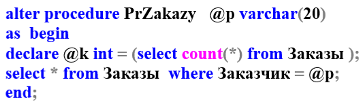 alter procedure PrZakazy @p varchar(20)
as begin
declare @k int = (select count(*) from Заказы );
select * from Заказы where Заказчик = @p;
end;